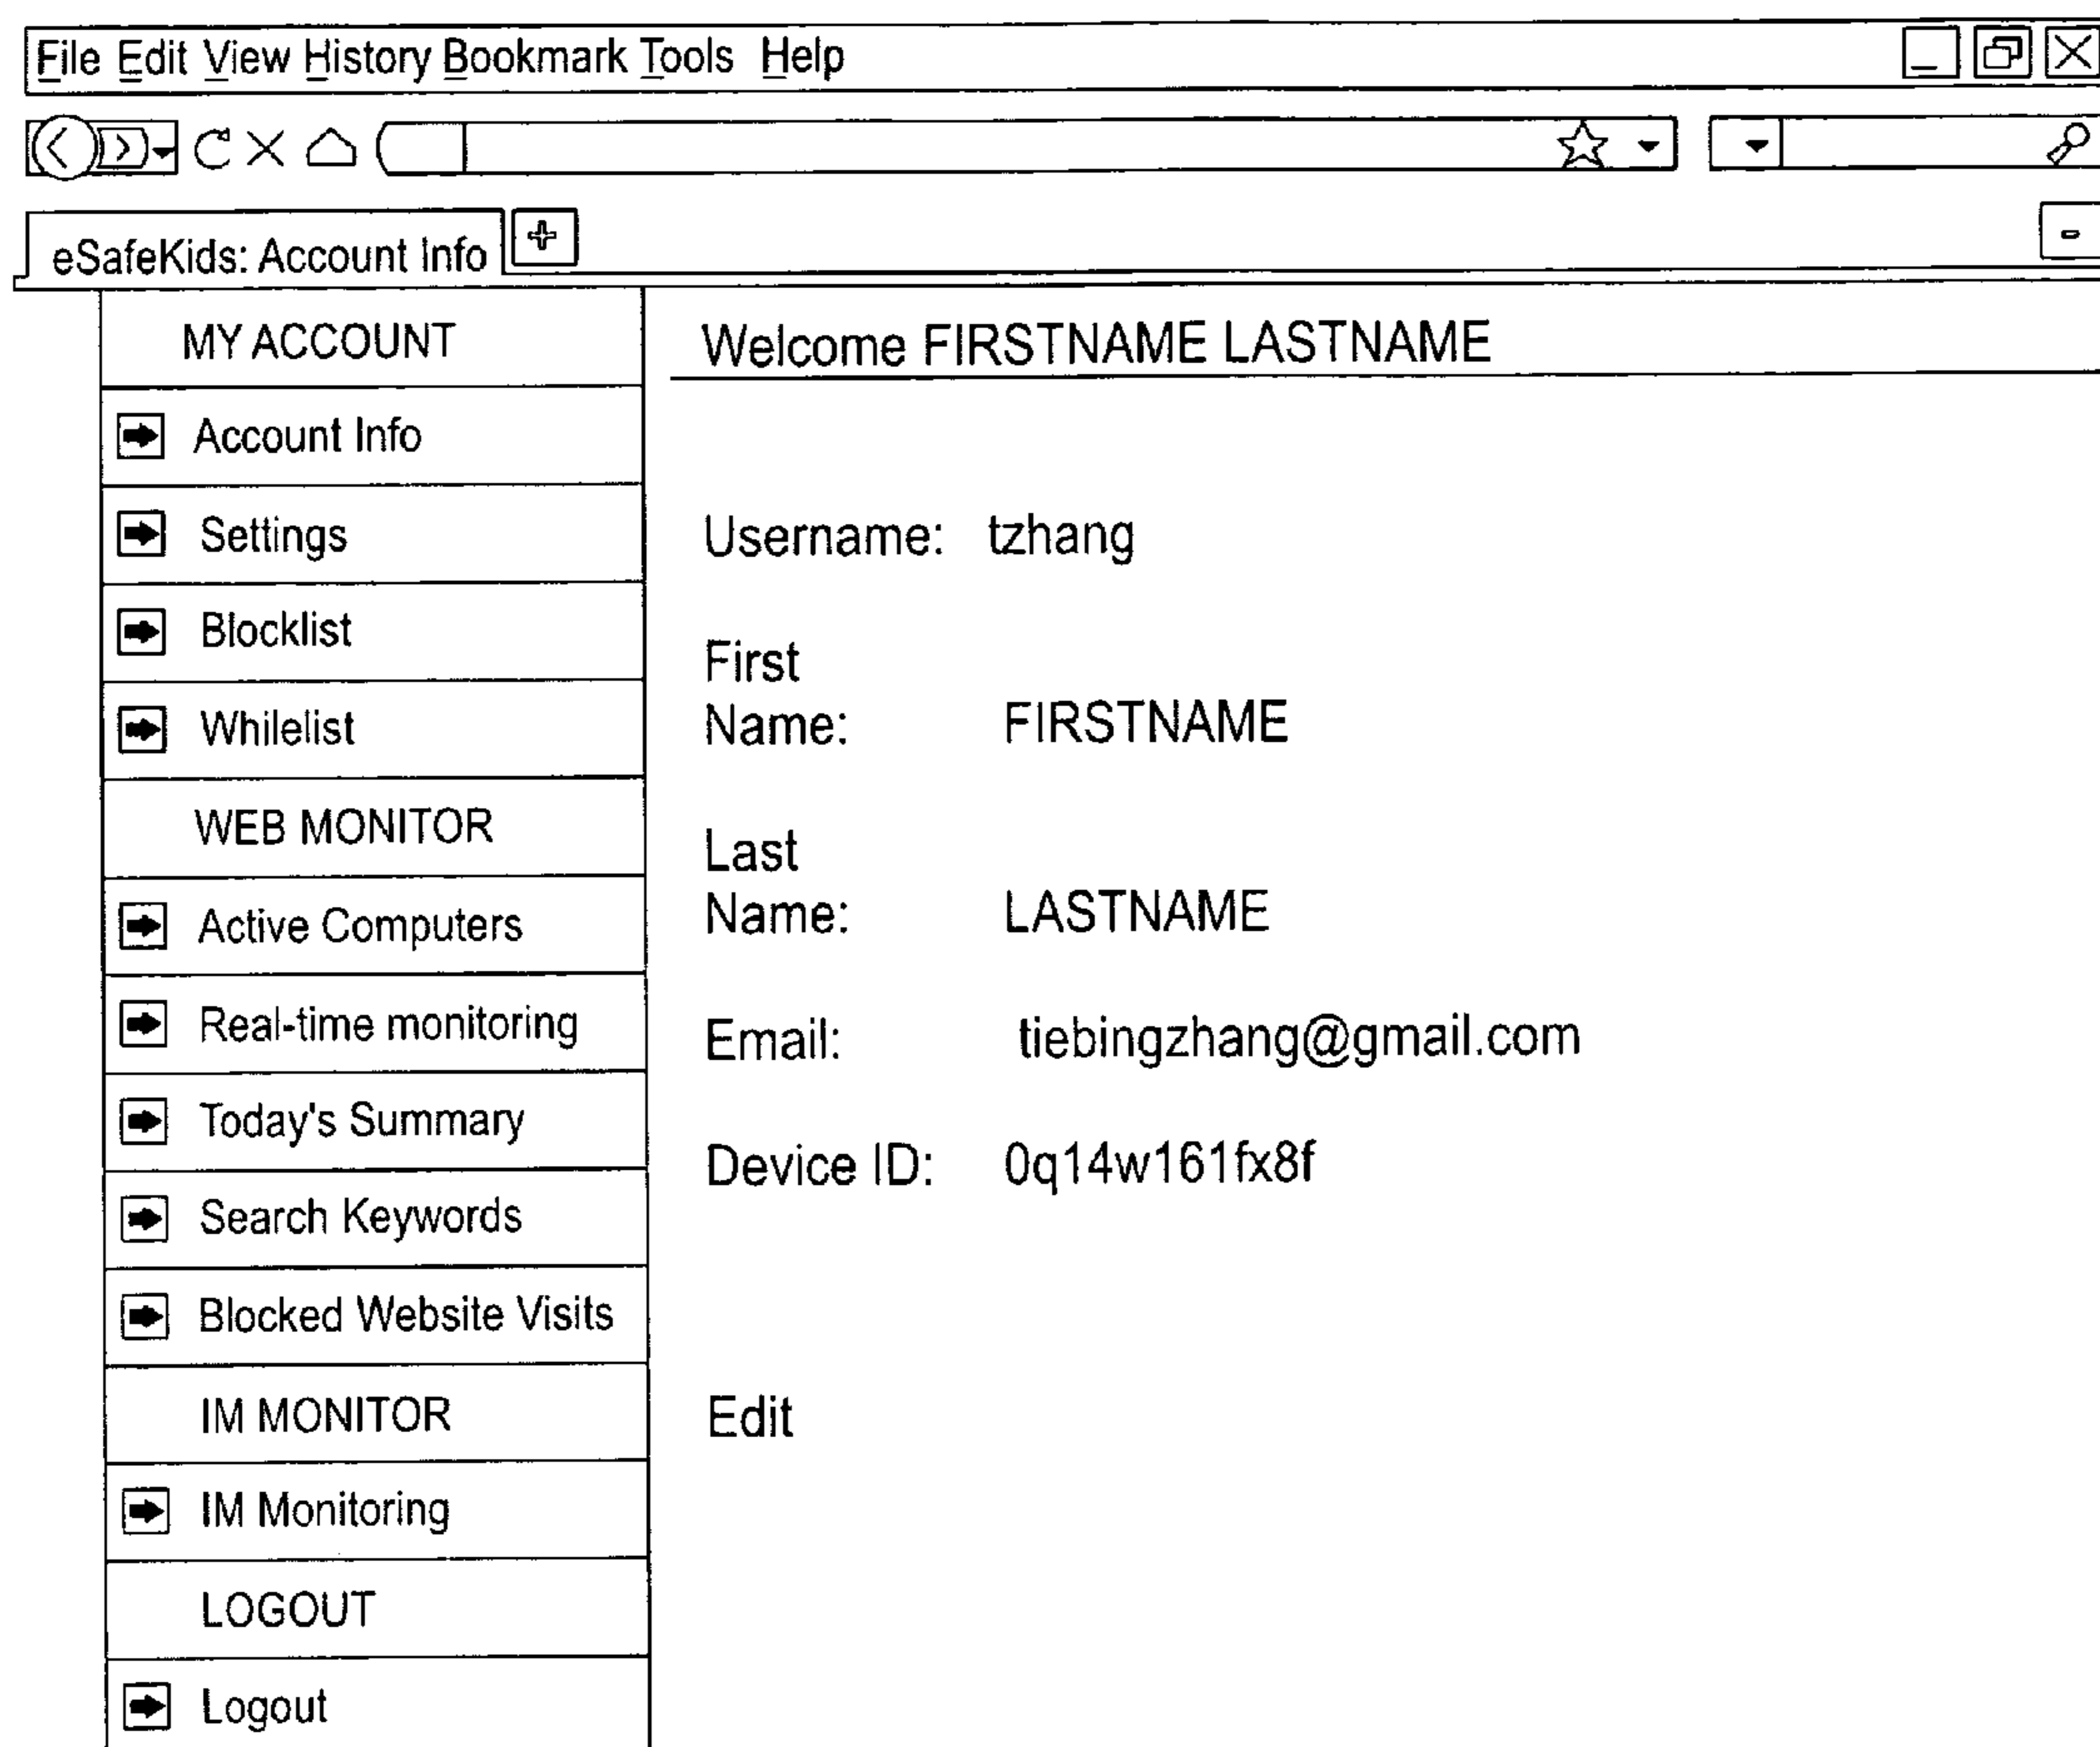 File Edit View History Bookmark Tools Help
eSafeKids: Account Info
MY ACCOUNT
Account Info
Settings
Blocklist
Whilelist
WEB MONITOR
Active Computers
Real-time monitoring
Today's Summary
Search Keywords
Blocked Website Visits
IM MONITOR
IM Monitoring
LOGOUT
Logout
Welcome FIRSTNAME LASTNAME
Username: tzhang
First
Name: FIRSTNAME
Last
Name: LASTNAME
Email: tiebingzhang@gmail.com
Device ID: 0q14w161fx8f
Edit